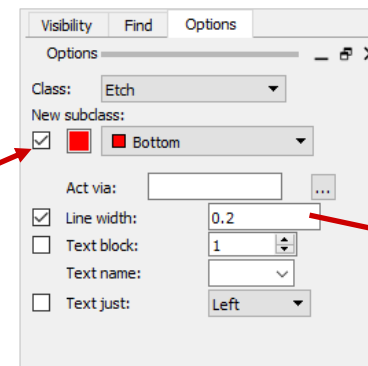 Visibility Find Options
Options
Class: Etch
New subclass:
Bottom
Act via: ...
Line width: 0.2
Text block: 1
Text name:
Text just: Left